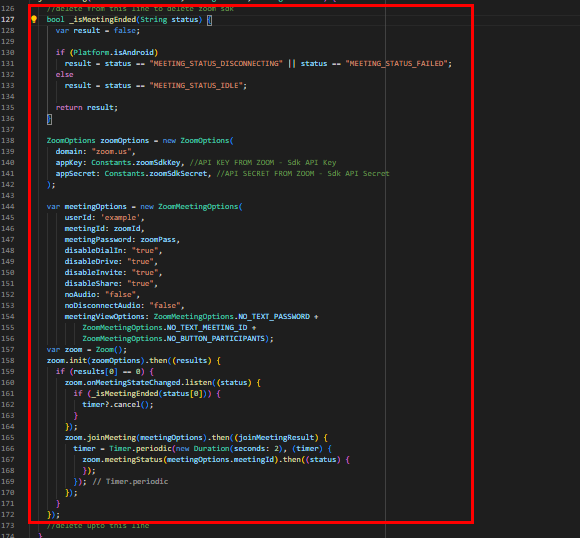 126 //delete from this line to delete zoom sdk
127 bool _isMeetingEnded(String status) {
128 var result = false;
129
130 if (Platform.isAndroid)
131 result = status == "MEETING_STATUS_DISCONNECTING" || status == "MEETING_STATUS_FAILED";
132 else
133 result = status == "MEETING_STATUS_IDLE";
134
135 return result;
136 }
137
138 ZoomOptions zoomOptions = new ZoomOptions(
139 domain: "zoom.us",
140 appKey: Constants.zoomSdkKey, //API KEY FROM ZOOM - Sdk API Key
141 appSecret: Constants.zoomSdkSecret, //API SECRET FROM ZOOM - Sdk API Secret
142 );
143
144 var meetingOptions = new ZoomMeetingOptions(
145 userId: 'example',
146 meetingId: zoomId,
147 meetingPassword: zoomPass,
148 disableDialIn: "true",
149 disableDrive: "true",
150 disableInvite: "true",
151 disableShare: "true",
152 noAudio: "false",
153 noDisconnectAudio: "false",
154 meetingViewOptions: ZoomMeetingOptions.NO_TEXT_PASSWORD +
155 ZoomMeetingOptions.NO_TEXT_MEETING_ID +
156 ZoomMeetingOptions.NO_BUTTON_PARTICIPANTS);
157 var zoom = Zoom();
158 zoom.init(zoomOptions).then((results) {
159 if (results[0] == 0) {
160 zoom.onMeetingStateChanged.listen((status) {
161 if (_isMeetingEnded(status[0])) {
162 timer?.cancel();
163 }
164 });
165 zoom.joinMeeting(meetingOptions).then((joinMeetingResult) {
166 timer = Timer.periodic(new Duration(seconds: 2), (timer) {
167 zoom.meetingStatus(meetingOptions.meetingId).then((status) {
168 });
169 }); // Timer.periodic
170 });
171 }
172 });
173 //delete upto this line
174 }